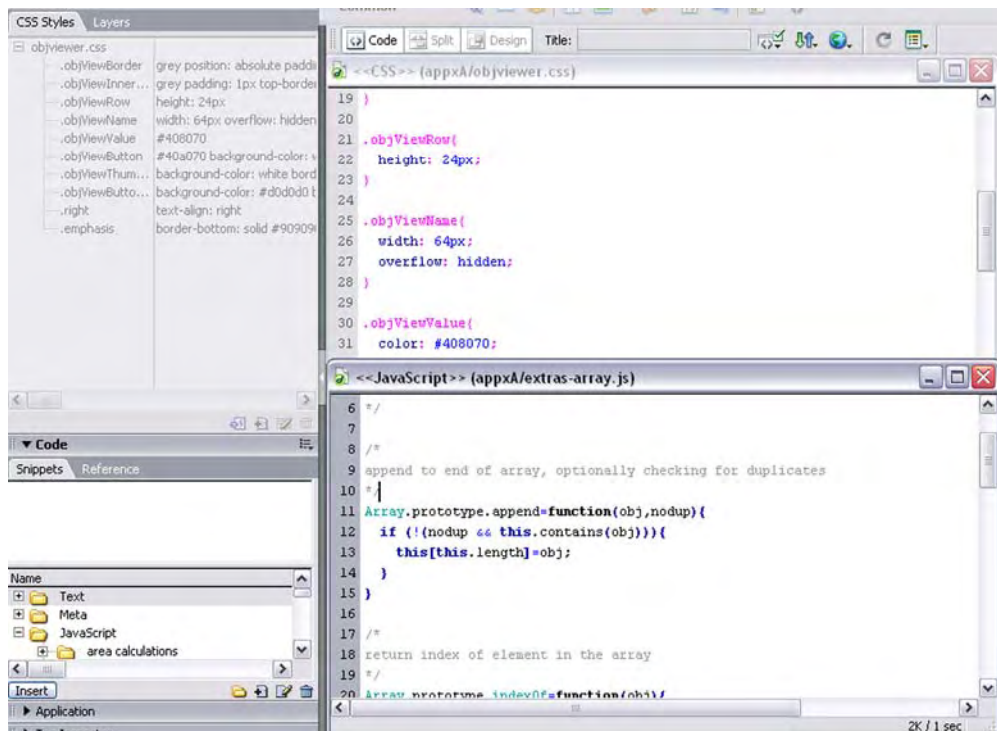 CSS Styles Layers
objviewer.css
.objViewBorder grey position: absolute paddi
.objViewInner... grey padding: 1px top-border
.objViewRow height: 24px
.objViewName width: 64px overflow: hidden
.objViewValue #408070
.objViewButton #40a070 background-color: w
.objViewThum... background-color: white bord
.objViewButto... background-color: #d0d0d0 b
.right text-align: right
.emphasis border-bottom: solid #90909
▼ Code
Snippets Reference
Name
Text
Meta
JavaScript
area calculations
Insert
Application
Common
Code Split Design Title:
<<CSS>> (appxA/objviewer.css)
19 }
20
21 .objViewRow{
22 height: 24px;
23 }
24
25 .objViewName{
26 width: 64px;
27 overflow: hidden;
28 }
29
30 .objViewValue{
31 color: #408070;
<<JavaScript>> (appxA/extras-array.js)
6 */
7
8 /*
9 append to end of array, optionally checking for duplicates
10 */
11 Array.prototype.append=function(obj,nodup){
12 if (!(nodup && this.contains(obj))){
13 this[this.length]=obj;
14 }
15 }
16
17 /*
18 return index of element in the array
19 */
20 Array.prototype.indexOf=function(obj){
2K / 1 sec